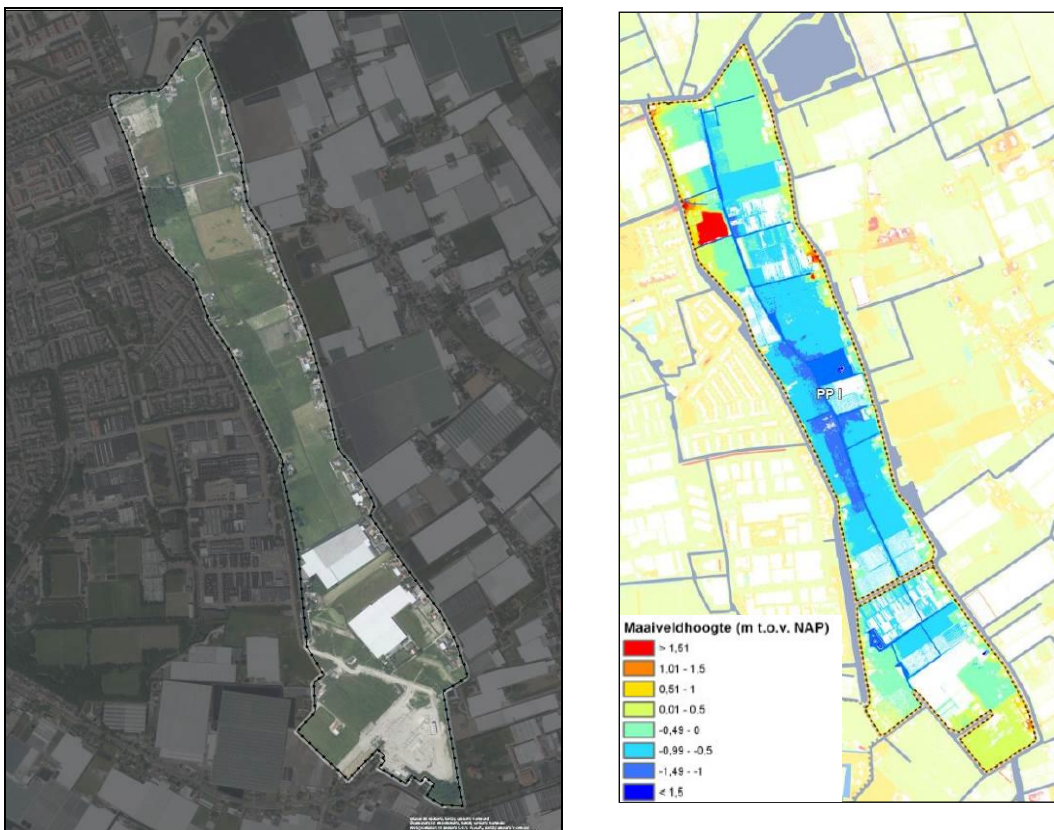 PP I
Maaiveldhoogte (m t.o.v. NAP)
> 1,51
1.01 - 1.5
0,51 - 1
0,01 - 0.5
-0,49 - 0
-0,99 - -0.5
-1,49 - -1
< 1,5